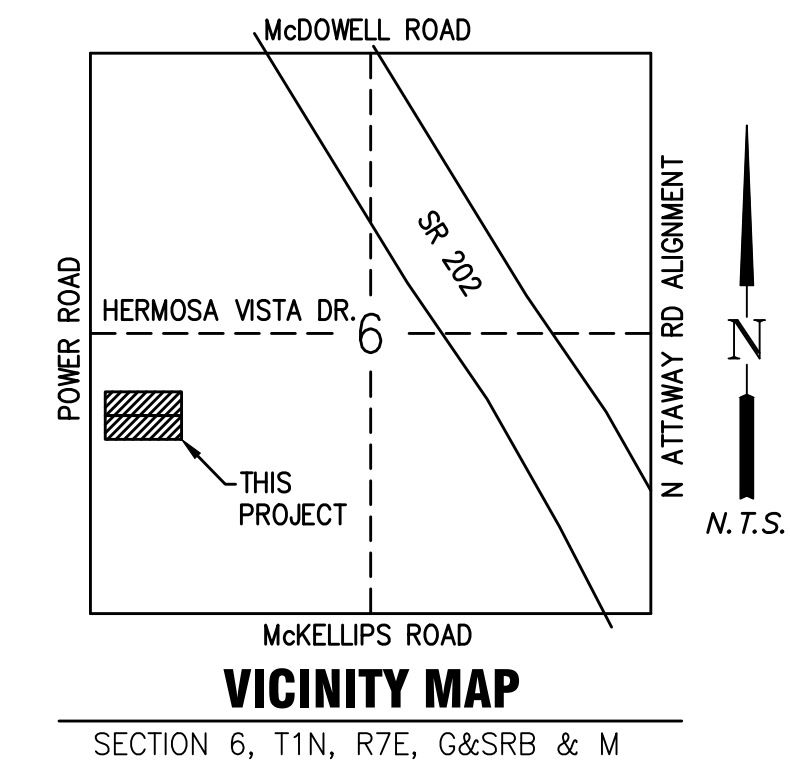 McDOWELL ROAD
SR 202
N ATTAWAY RD ALIGNMENT
POWER ROAD
HERMOSA VISTA DR.
6
N
THIS
PROJECT
N.T.S.
McKELLIPS ROAD
VICINITY MAP
SECTION 6, T1N, R7E, G&SRB & M